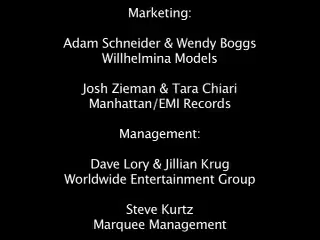 Marketing:
Adam Schneider & Wendy Boggs
Willhelmina Models
Josh Zieman & Tara Chiari
Manhattan/EMI Records
Management:
Dave Lory & Jillian Krug
Worldwide Entertainment Group
Steve Kurtz
Marquee Management